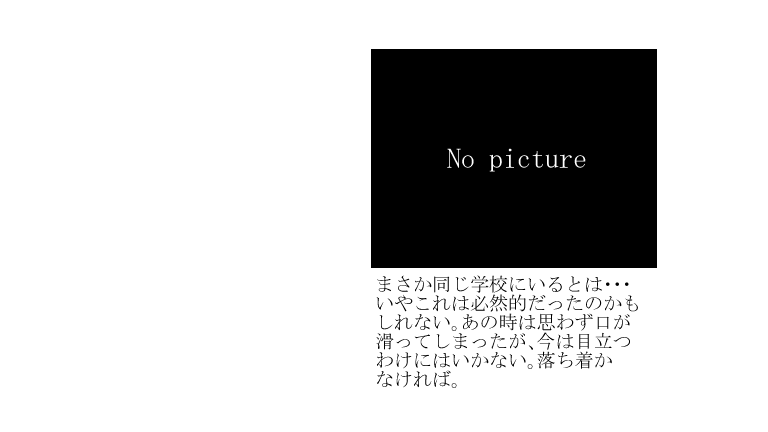 No picture
まさか同じ学校にいるとは・・・
いやこれは必然的だったのかも
しれない。あの時は思わず口が
滑ってしまったが、今は目立つ
わけにはいかない。落ち着か
なければ。